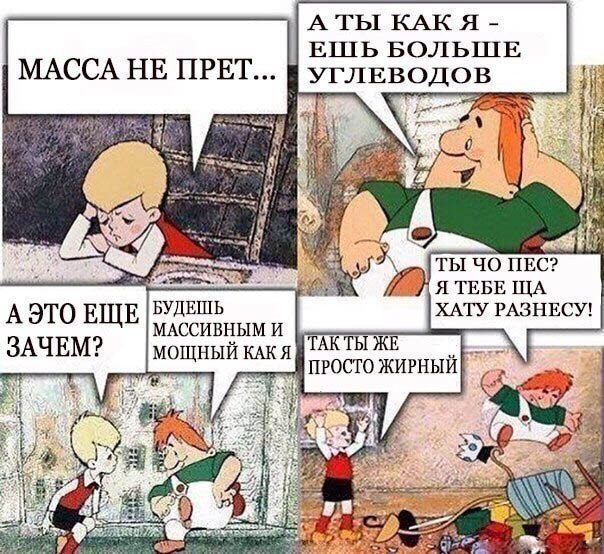 МАССА НЕ ПРЕТ...
А ТЫ КАК Я -
ЕШЬ БОЛЬШЕ
УГЛЕВОДОВ
А ЭТО ЕЩЕ
ЗАЧЕМ?
БУДЕШЬ
МАССИВНЫМ И
МОЩНЫЙ КАК Я
ТАК ТЫ ЖЕ
ПРОСТО ЖИРНЫЙ
ТЫ ЧО ПЕС?
Я ТЕБЕ ЩА
ХАТУ РАЗНЕСУ!